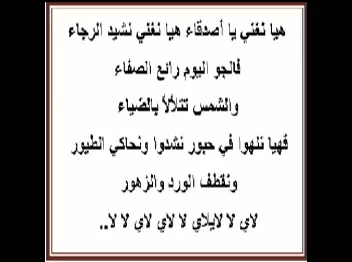 هيا نغني يا أصدقاء هيا نغني نشيد الرجاء
فالجو اليوم رائع الصفاء
والشمس تتلألأ بالضياء
فهيا تلهوا في حبور نشدوا ونحاكي الطيور
ونقطف الورد والزهور
لاي لا لايلاي لا لاي لاي لا لا..